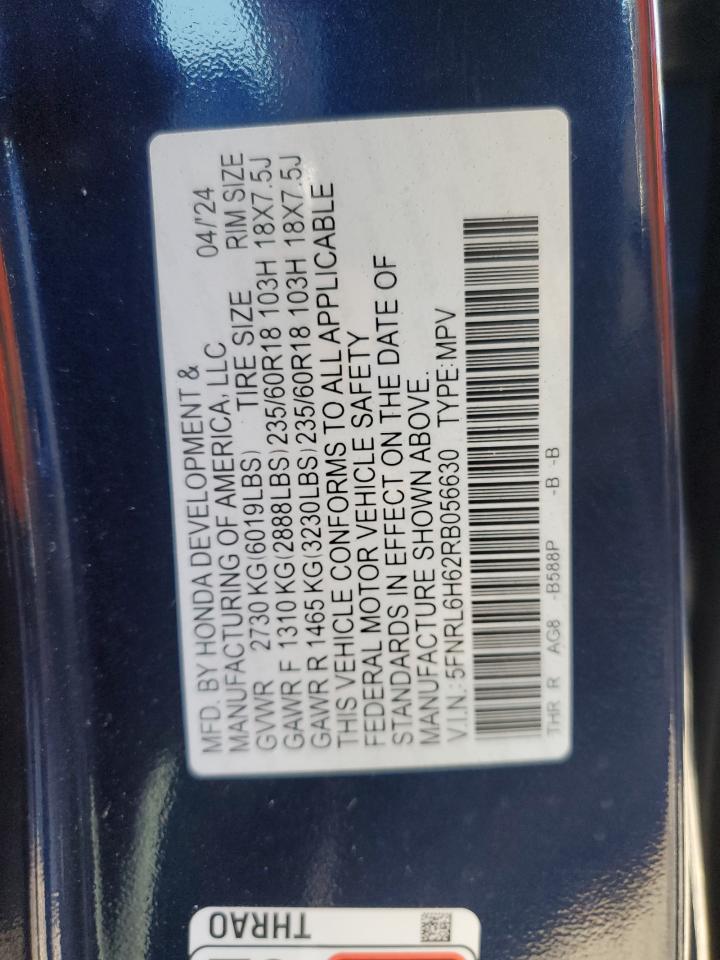 MFD. BY HONDA DEVELOPMENT & 04/'24
MANUFACTURING OF AMERICA, LLC
GVWR 2730 KG(6019LBS) TIRE SIZE RIM SIZE
GAWR F 1310 KG(2888LBS) 235/60R18 103H 18X7.5J
GAWR R 1465 KG(3230LBS) 235/60R18 103H 18X7.5J
THIS VEHICLE CONFORMS TO ALL APPLICABLE
FEDERAL MOTOR VEHICLE SAFETY
STANDARDS IN EFFECT ON THE DATE OF
MANUFACTURE SHOWN ABOVE.
V.I.N.: 5FNRL6H62RB056630 TYPE:MPV
THR R AG8 -B588P -B -B
THRA0